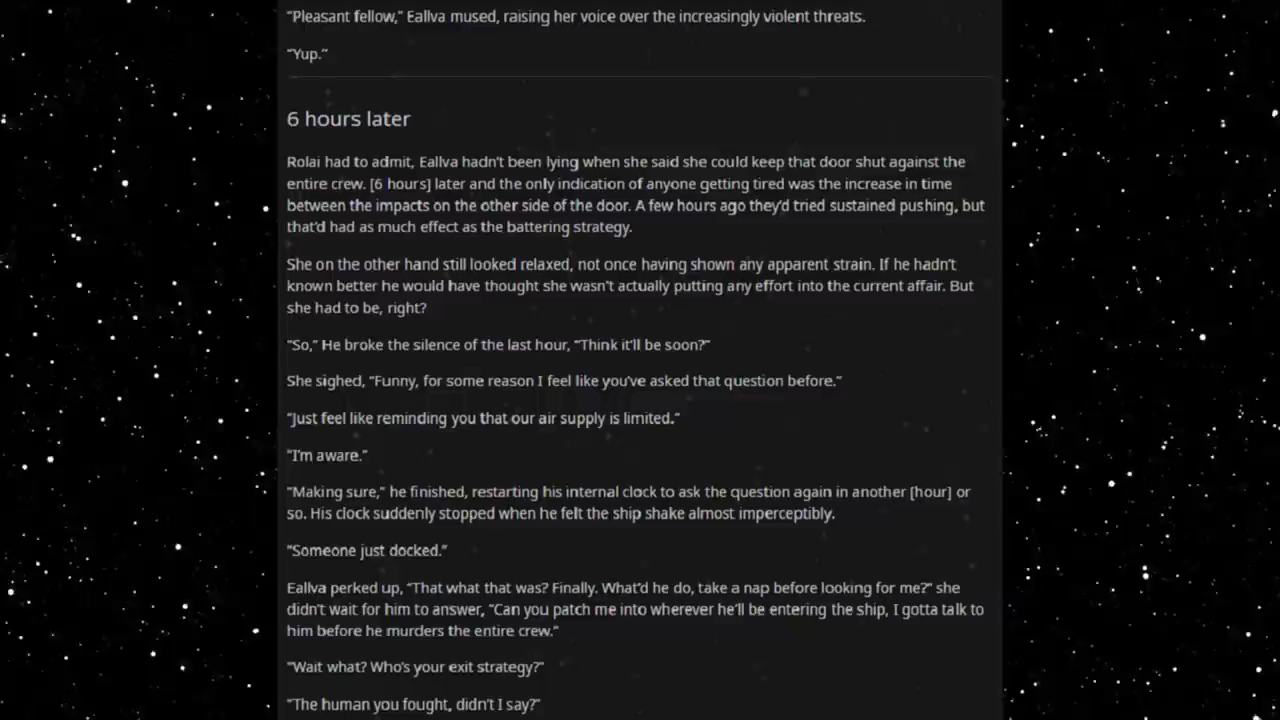 “Pleasant fellow,” Eallva mused, raising her voice over the increasingly violent threats.
“Yup.”
6 hours later
Rolai had to admit, Eallva hadn’t been lying when she said she could keep that door shut against the
entire crew. [6 hours] later and the only indication of anyone getting tired was the increase in time
between the impacts on the other side of the door. A few hours ago they’d tried sustained pushing, but
that’d had as much effect as the battering strategy.
She on the other hand still looked relaxed, not once having shown any apparent strain. If he hadn’t
known better he would have thought she wasn’t actually putting any effort into the current affair. But
she had to be, right?
“So,” He broke the silence of the last hour, “Think it’ll be soon?”
She sighed, “Funny, for some reason I feel like you’ve asked that question before.”
“Just feel like reminding you that our air supply is limited.”
“I’m aware.”
“Making sure,” he finished, restarting his internal clock to ask the question again in another [hour] or
so. His clock suddenly stopped when he felt the ship shake almost imperceptibly.
“Someone just docked.”
Eallva perked up, “That what that was? Finally. What’d he do, take a nap before looking for me?” she
didn’t wait for him to answer, “Can you patch me into wherever he’ll be entering the ship, I gotta talk to
him before he murders the entire crew.”
“Wait what? Who’s your exit strategy?”
“The human you fought, didn’t I say?”